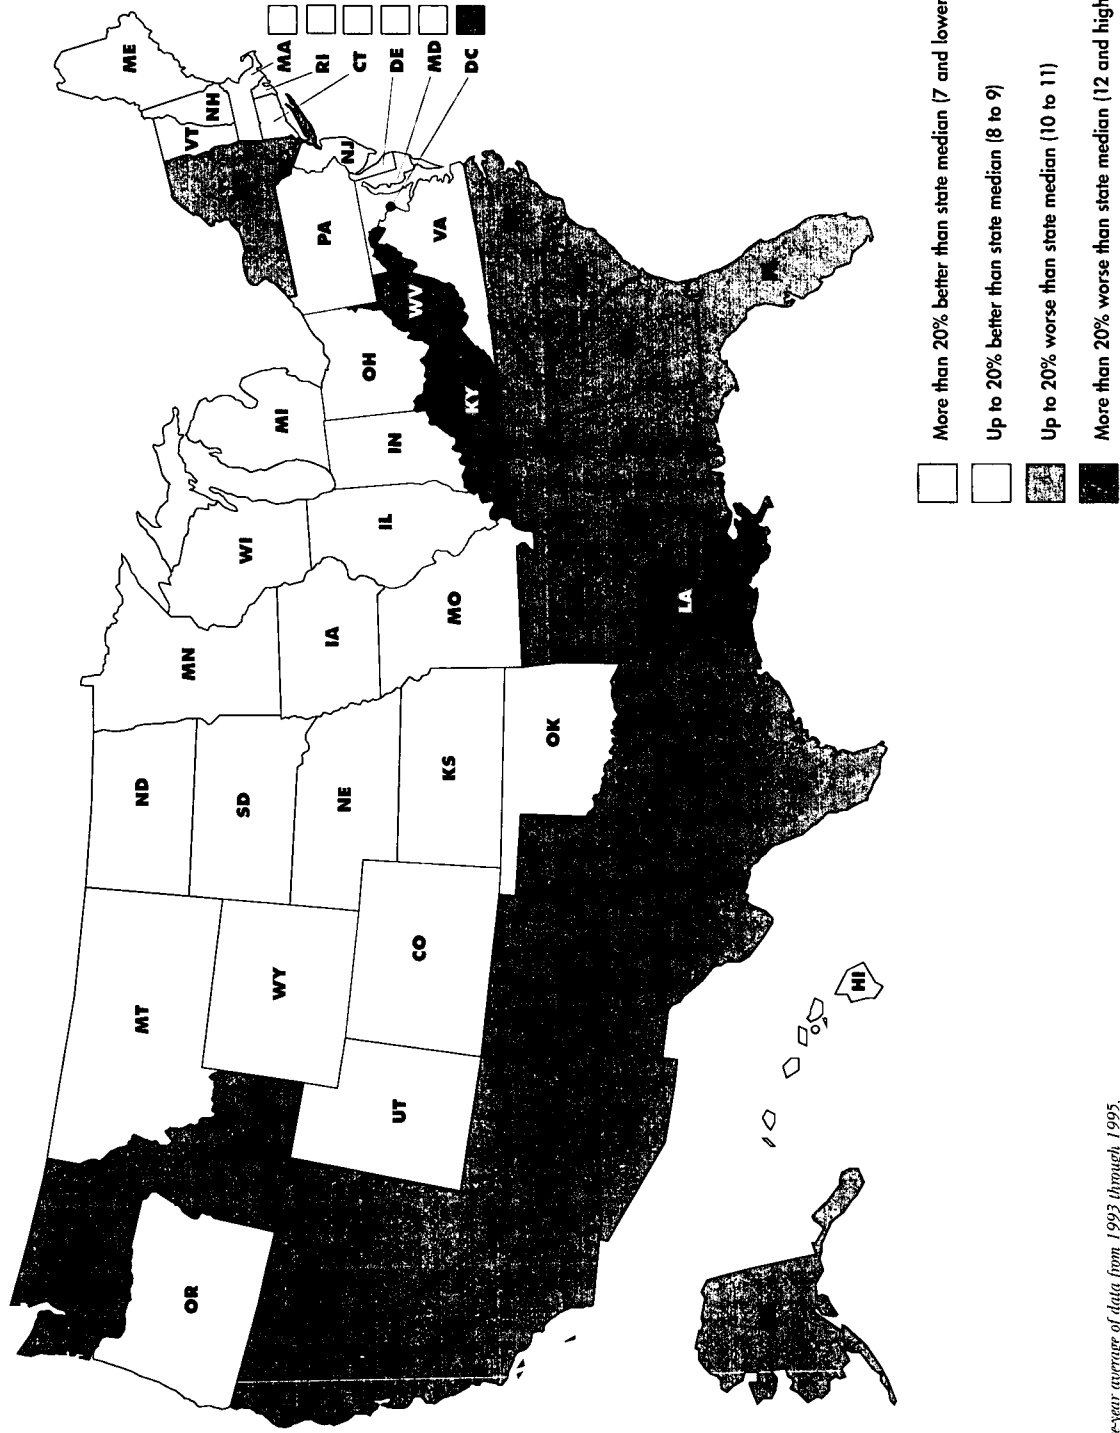 ME
VT
NH
MA
RI
CT
NJ
DE
MD
DC
PA
VA
WV
OH
KY
MI
IN
WI
IL
MN
IA
MO
LA
ND
SD
NE
KS
OK
MT
WY
CO
UT
OR
HI
FL
More than 20% better than state median (7 and lower
Up to 20% better than state median (8 to 9)
Up to 20% worse than state median (10 to 11)
More than 20% worse than state median (12 and high
e-year average of data from 1993 through 1995.